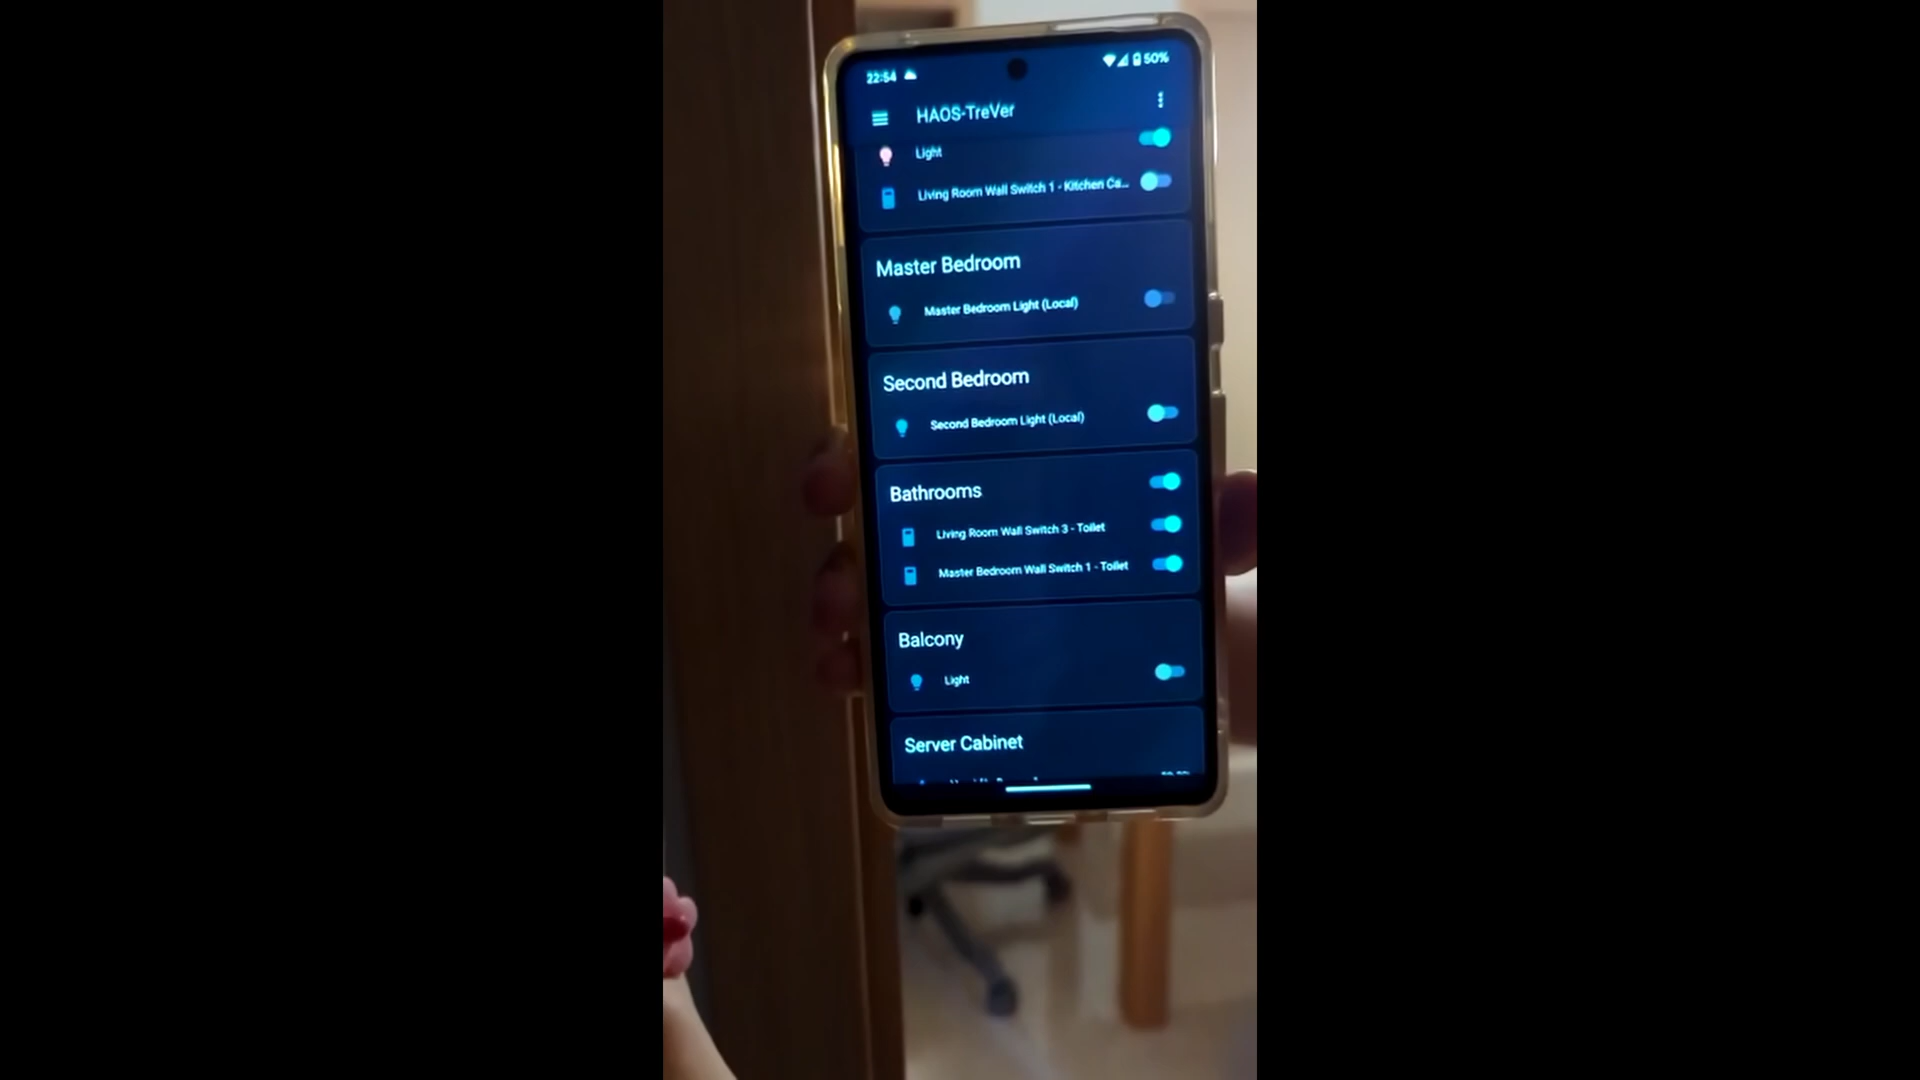 22:54
50%
HAOS-TreVer
Light
Living Room Wall Switch 1 - Kitchen Ca...
Master Bedroom
Master Bedroom Light (Local)
Second Bedroom
Second Bedroom Light (Local)
Bathrooms
Living Room Wall Switch 3 - Toilet
Master Bedroom Wall Switch 1 - Toilet
Balcony
Light
Server Cabinet